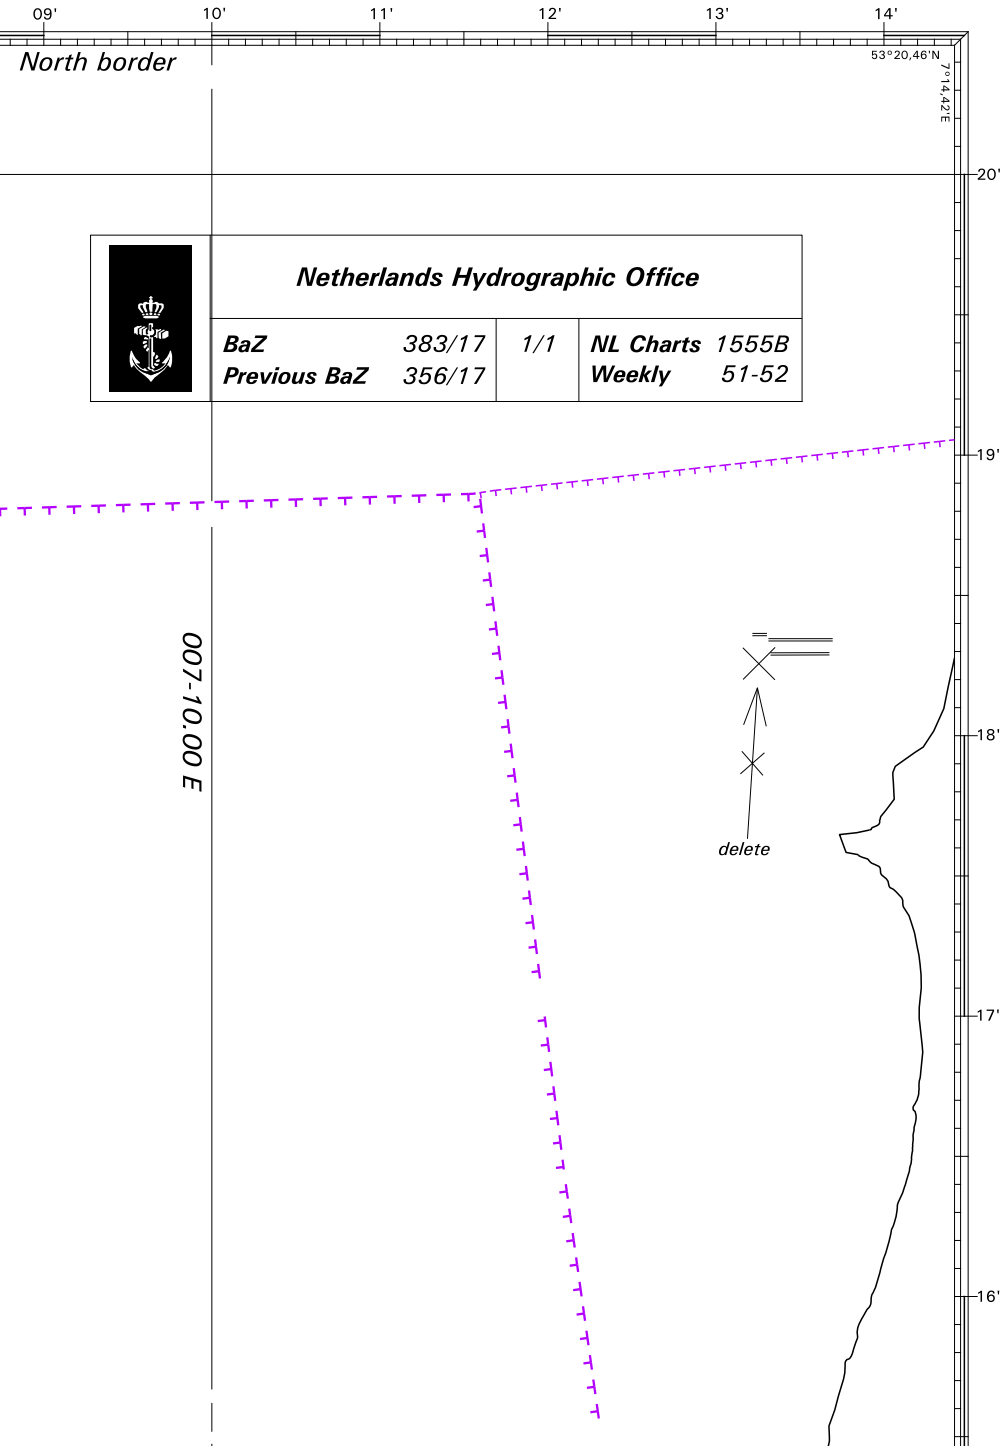 09' 10' 11' 12' 13' 14'
North border
53°20,46'N
7°14,42'E
20'
Netherlands Hydrographic Office
BaZ 383/17 1/1 NL Charts 1555B
Previous BaZ 356/17 Weekly 51-52
19'
007-10.00 E
18'
delete
17'
16'